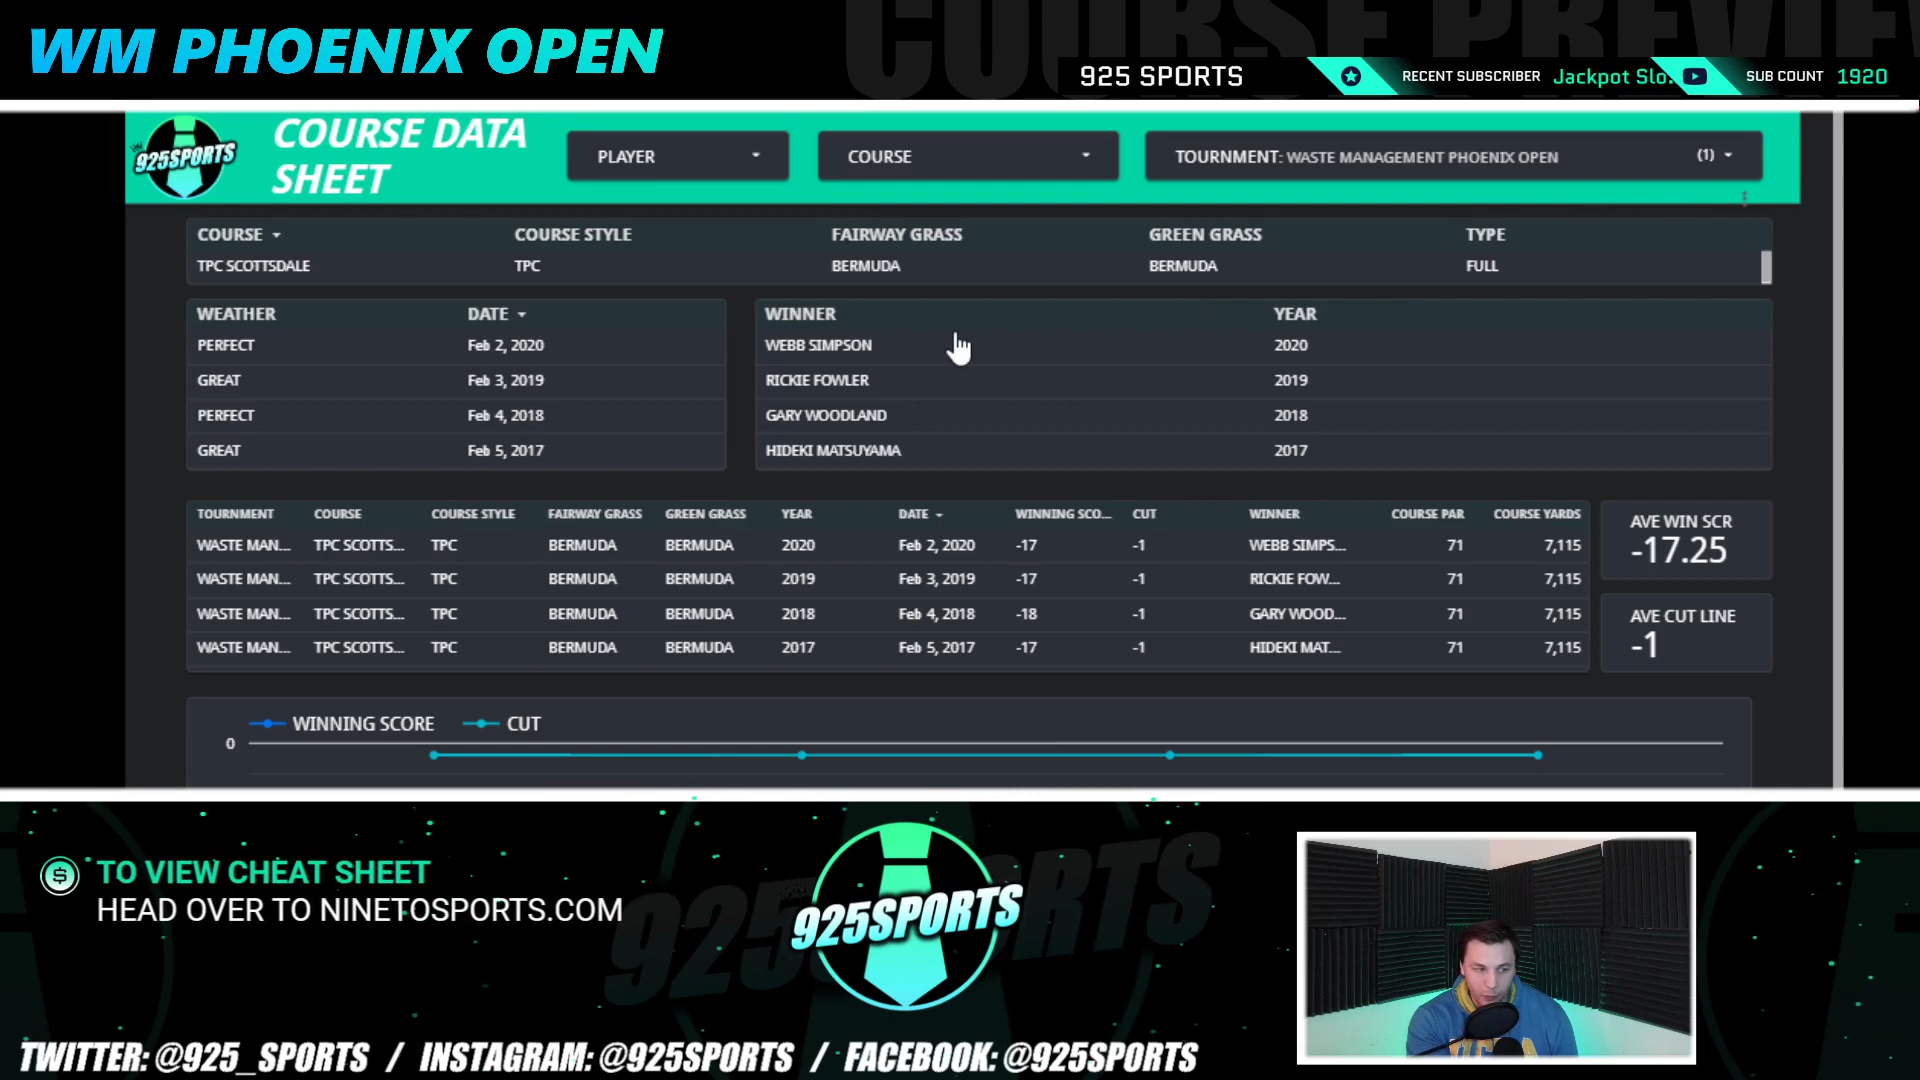 WM PHOENIX OPEN
COURSE PREVIEW
925 SPORTS
RECENT SUBSCRIBER Jackpot Slo.
SUB COUNT 1920
925SPORTS
COURSE DATA
SHEET
PLAYER
COURSE
TOURNMENT: WASTE MANAGEMENT PHOENIX OPEN (1)
COURSE COURSE STYLE FAIRWAY GRASS GREEN GRASS TYPE
TPC SCOTTSDALE TPC BERMUDA BERMUDA FULL
WEATHER DATE
PERFECT Feb 2, 2020
GREAT Feb 3, 2019
PERFECT Feb 4, 2018
GREAT Feb 5, 2017
WINNER YEAR
WEBB SIMPSON 2020
RICKIE FOWLER 2019
GARY WOODLAND 2018
HIDEKI MATSUYAMA 2017
TOURNMENT COURSE COURSE STYLE FAIRWAY GRASS GREEN GRASS YEAR DATE WINNING SCO... CUT WINNER COURSE PAR COURSE YARDS
WASTE MAN... TPC SCOTTS... TPC BERMUDA BERMUDA 2020 Feb 2, 2020 -17 -1 WEBB SIMPS... 71 7,115
WASTE MAN... TPC SCOTTS... TPC BERMUDA BERMUDA 2019 Feb 3, 2019 -17 -1 RICKIE FOW... 71 7,115
WASTE MAN... TPC SCOTTS... TPC BERMUDA BERMUDA 2018 Feb 4, 2018 -18 -1 GARY WOOD... 71 7,115
WASTE MAN... TPC SCOTTS... TPC BERMUDA BERMUDA 2017 Feb 5, 2017 -17 -1 HIDEKI MAT... 71 7,115
AVE WIN SCR
-17.25
AVE CUT LINE
-1
WINNING SCORE CUT
0
TO VIEW CHEAT SHEET
HEAD OVER TO NINETOSPORTS.COM
925SPORTS
TWITTER: @925_SPORTS / INSTAGRAM: @925SPORTS / FACEBOOK: @925SPORTS